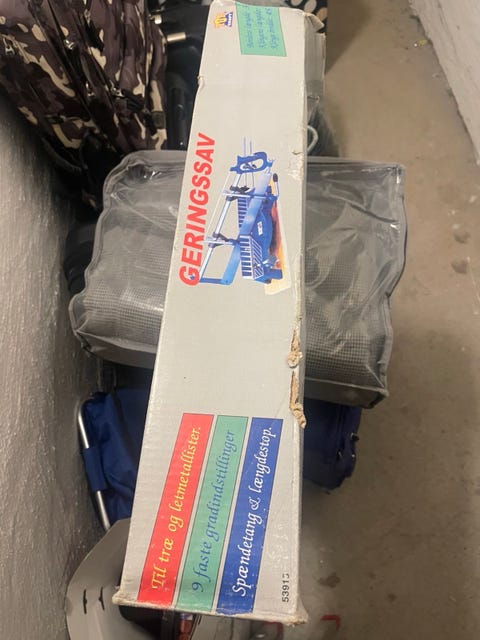 GERINGSSAV
Til træ og letmetallister.
9 faste gradindstillinger
Spændetang & længdestop.
53913